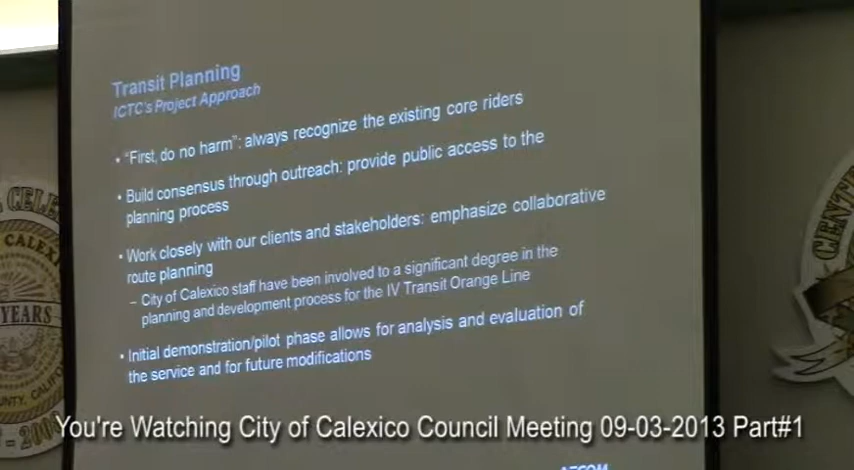 Transit Planning
ICTC's Project Approach
• "First, do no harm": always recognize the existing core riders
• Build consensus through outreach: provide public access to the
planning process
• Work closely with our clients and stakeholders: emphasize collaborative
route planning
– City of Calexico staff have been involved to a significant degree in the
planning and development process for the IV Transit Orange Line
• Initial demonstration/pilot phase allows for analysis and evaluation of
the service and for future modifications
AECOM
YEARS
You're Watching City of Calexico Council Meeting 09-03-2013 Part#1